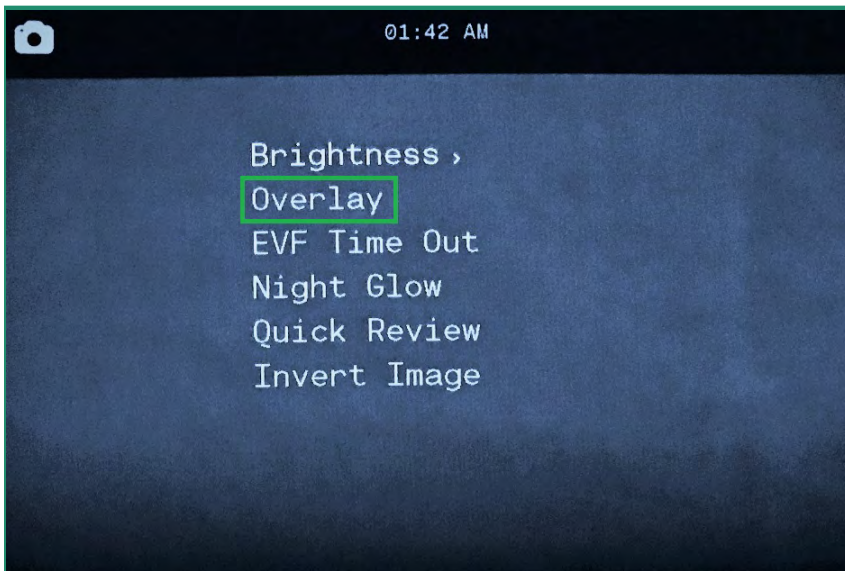 01:42 AM
Brightness ›
Overlay
EVF Time Out
Night Glow
Quick Review
Invert Image